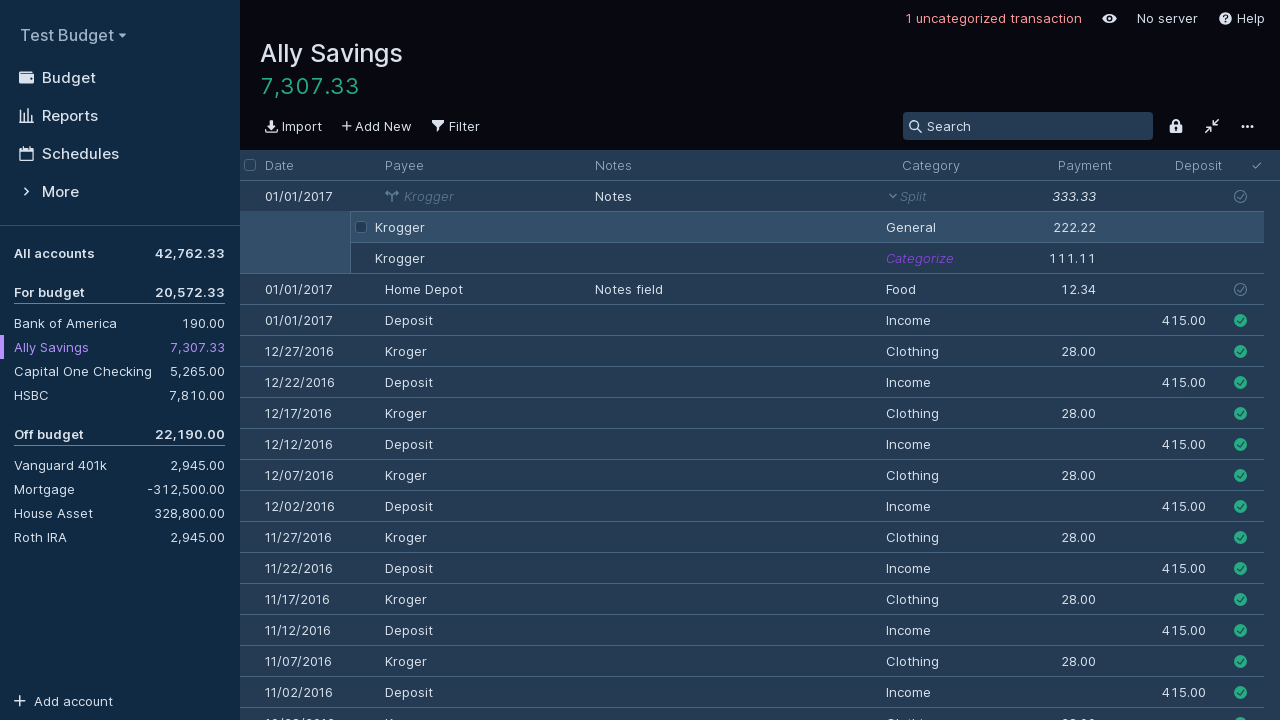 Test Budget
Budget
Reports
Schedules
More
All accounts 42,762.33
For budget 20,572.33
Bank of America 190.00
Ally Savings 7,307.33
Capital One Checking 5,265.00
HSBC 7,810.00
Off budget 22,190.00
Vanguard 401k 2,945.00
Mortgage -312,500.00
House Asset 328,800.00
Roth IRA 2,945.00
Add account
1 uncategorized transaction No server Help
Ally Savings
7,307.33
Import Add New Filter Search
Date Payee Notes Category Payment Deposit
01/01/2017 Krogger Notes Split 333.33
Krogger General 222.22
Krogger Categorize 111.11
01/01/2017 Home Depot Notes field Food 12.34
01/01/2017 Deposit Income 415.00
12/27/2016 Kroger Clothing 28.00
12/22/2016 Deposit Income 415.00
12/17/2016 Kroger Clothing 28.00
12/12/2016 Deposit Income 415.00
12/07/2016 Kroger Clothing 28.00
12/02/2016 Deposit Income 415.00
11/27/2016 Kroger Clothing 28.00
11/22/2016 Deposit Income 415.00
11/17/2016 Kroger Clothing 28.00
11/12/2016 Deposit Income 415.00
11/07/2016 Kroger Clothing 28.00
11/02/2016 Deposit Income 415.00